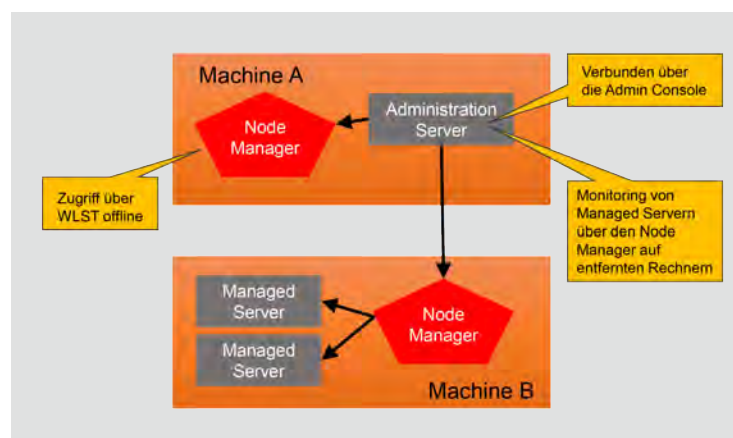 Machine A
Node
Manager
Administration
Server
Verbunden über
die Admin Console
Zugriff über
WLST offline
Monitoring von
Managed Servern
über den Node
Manager auf
entfernten Rechnern
Managed
Server
Managed
Server
Node
Manager
Machine B